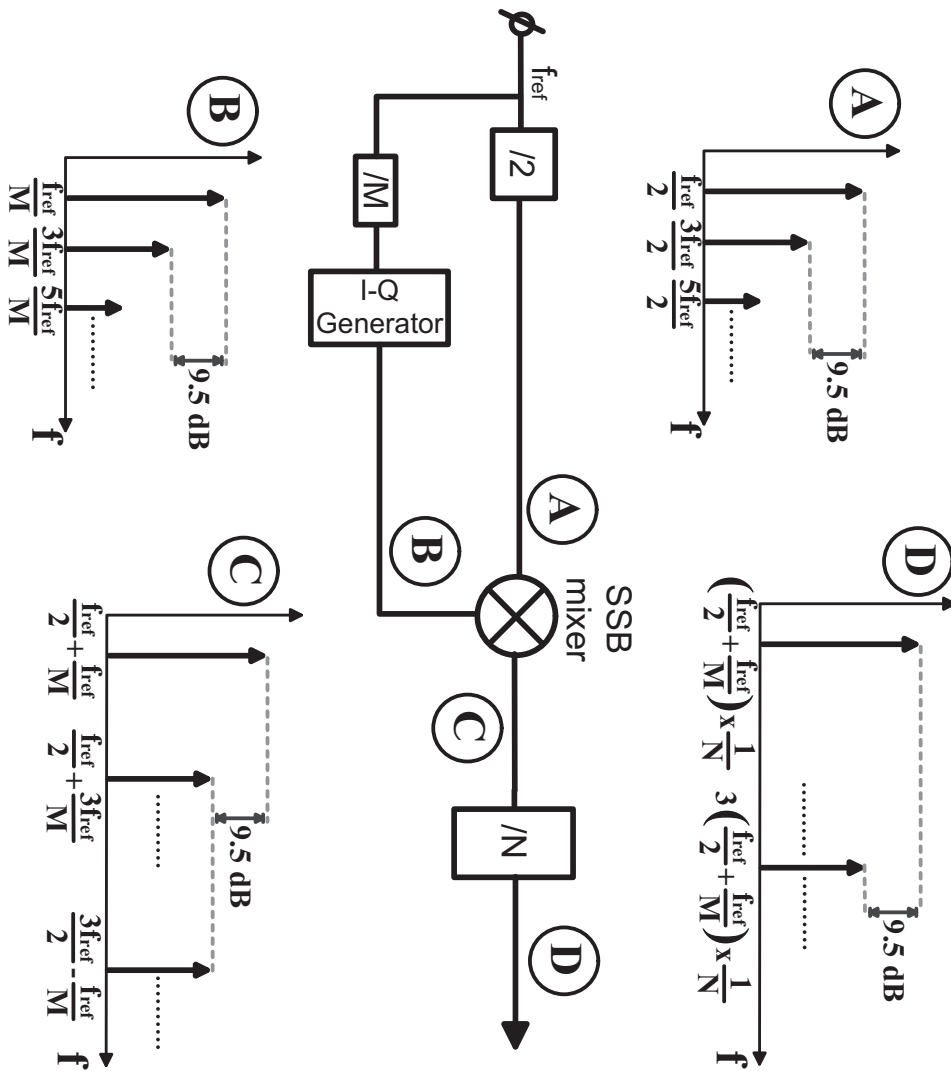 A
fref/2
3fref/2
5fref/2
........
9.5 dB
f
D
(fref/2 + fref/M) x 1/N
3(fref/2 + fref/M) x 1/N
........
........
9.5 dB
fref
/2
A
SSB
mixer
C
/N
D
/M
I-Q
Generator
B
B
fref/M
3fref/M
5fref/M
........
9.5 dB
f
C
fref/2 + fref/M
fref/2 + 3fref/M
3fref/2 - fref/M
........
........
9.5 dB
f
f